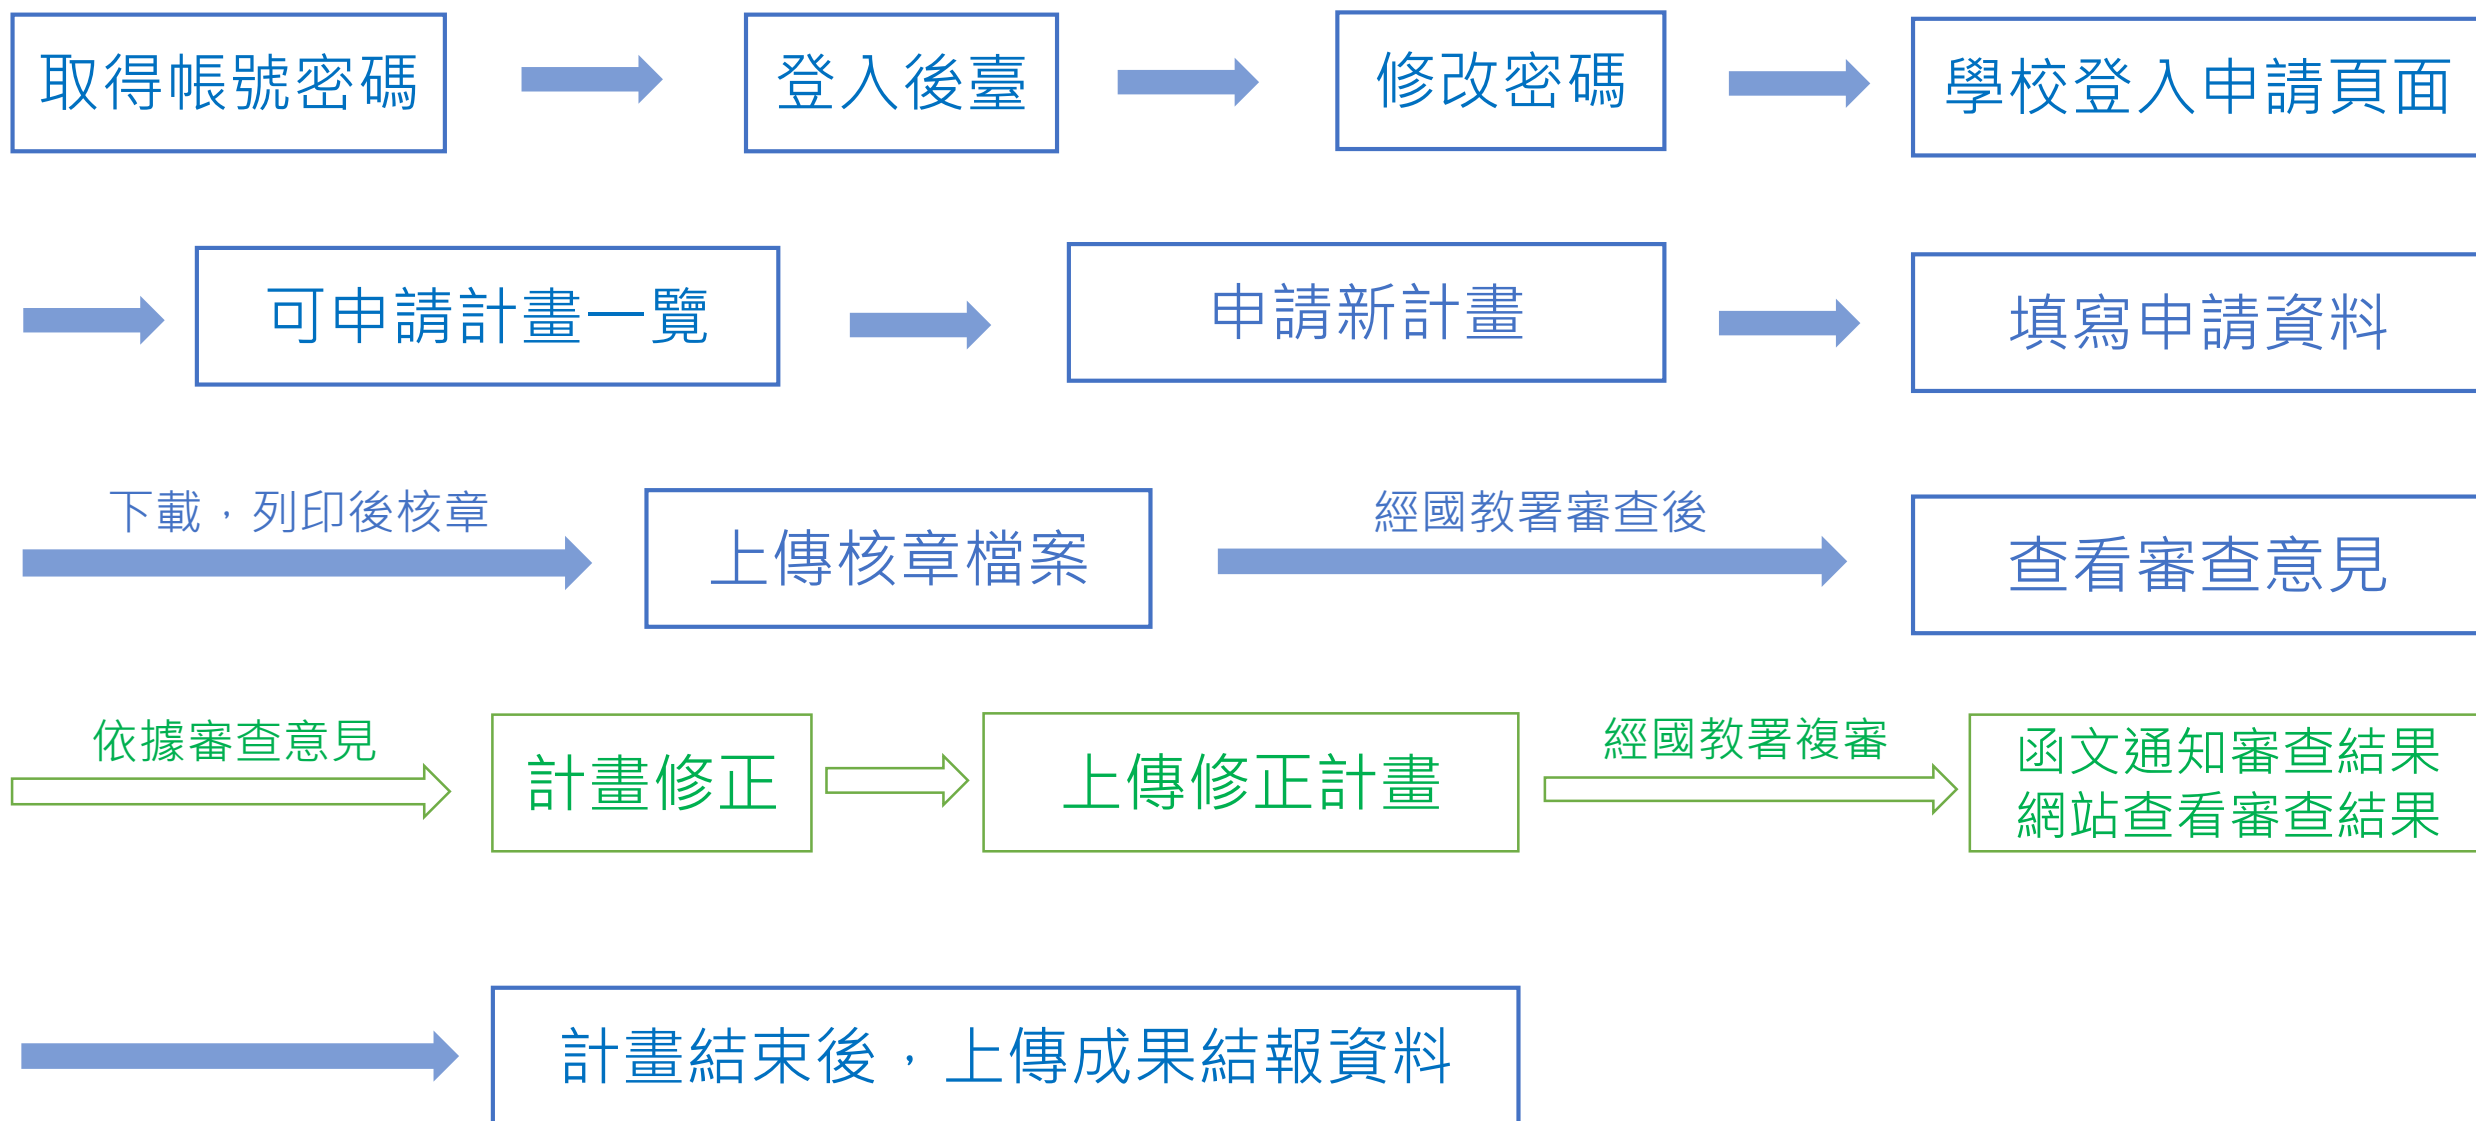 取得帳號密碼
登入後臺
修改密碼
學校登入申請頁面
可申請計畫一覽
申請新計畫
填寫申請資料
下載，列印後核章
上傳核章檔案
經國教署審查後
查看審查意見
依據審查意見
計畫修正
上傳修正計畫
經國教署複審
函文通知審查結果
網站查看審查結果
計畫結束後，上傳成果結報資料